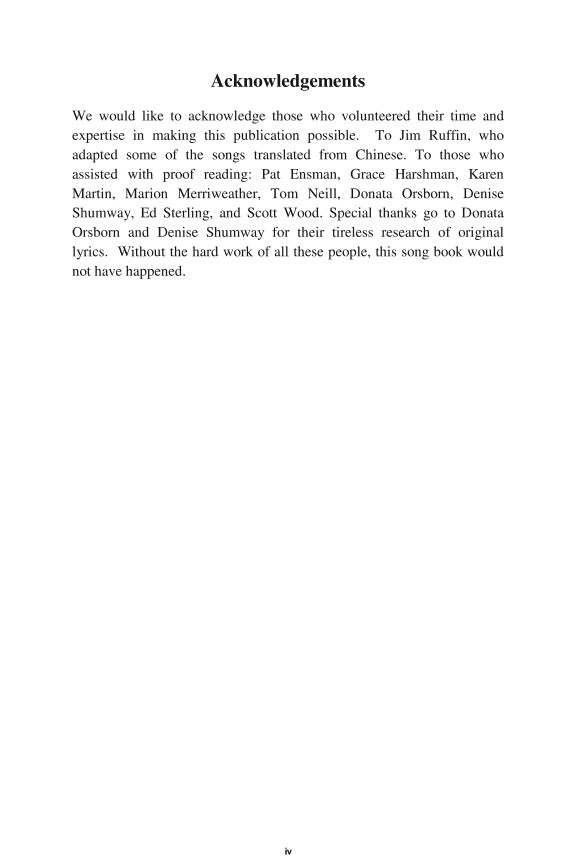 Acknowledgements
We would like to acknowledge those who volunteered their time and
expertise in making this publication possible.  To Jim Ruffin, who
adapted some of the songs translated from Chinese. To those who
assisted with proof reading: Pat Ensman, Grace Harshman, Karen
Martin, Marion Merriweather, Tom Neill, Donata Orsborn, Denise
Shumway, Ed Sterling, and Scott Wood. Special thanks go to Donata
Orsborn and Denise Shumway for their tireless research of original
lyrics.  Without the hard work of all these people, this song book would
not have happened.
iv